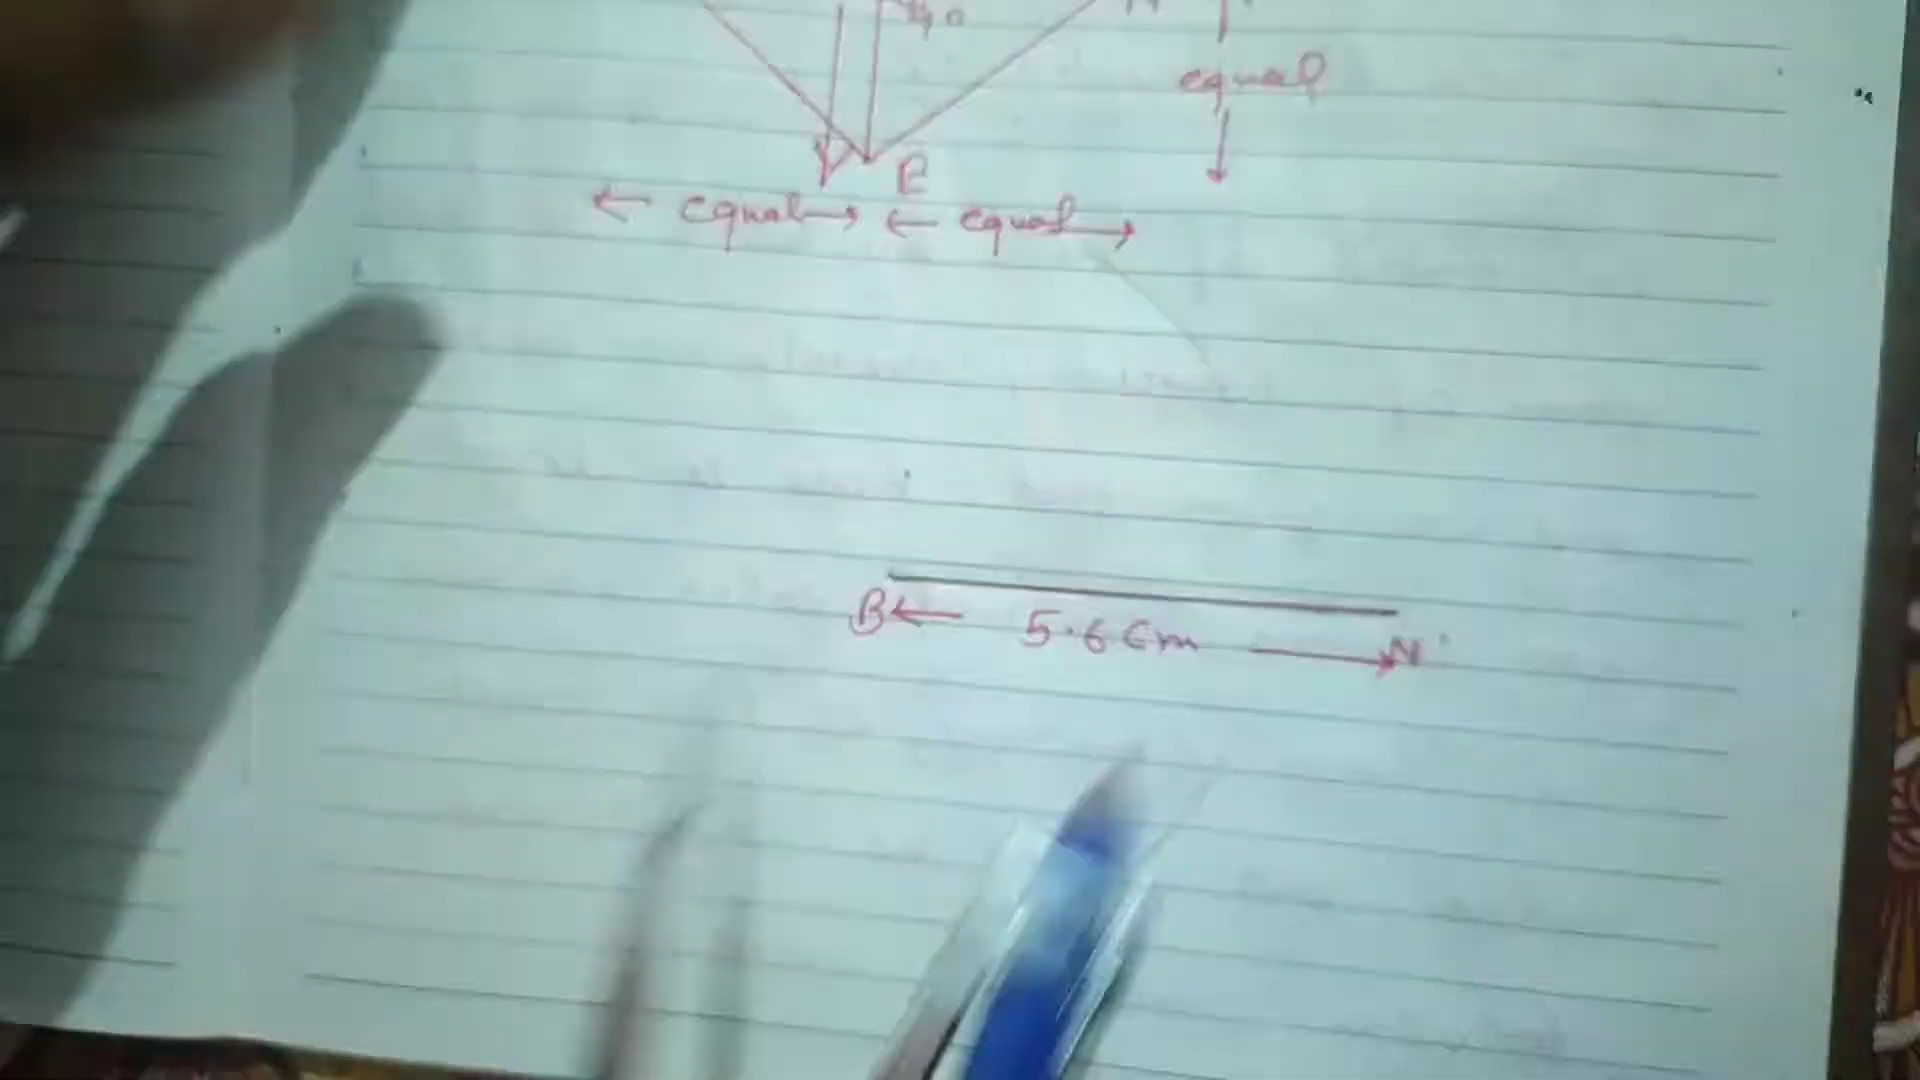 N
equal
E
← equal → ← equal →
B ← 5.6 cm → N